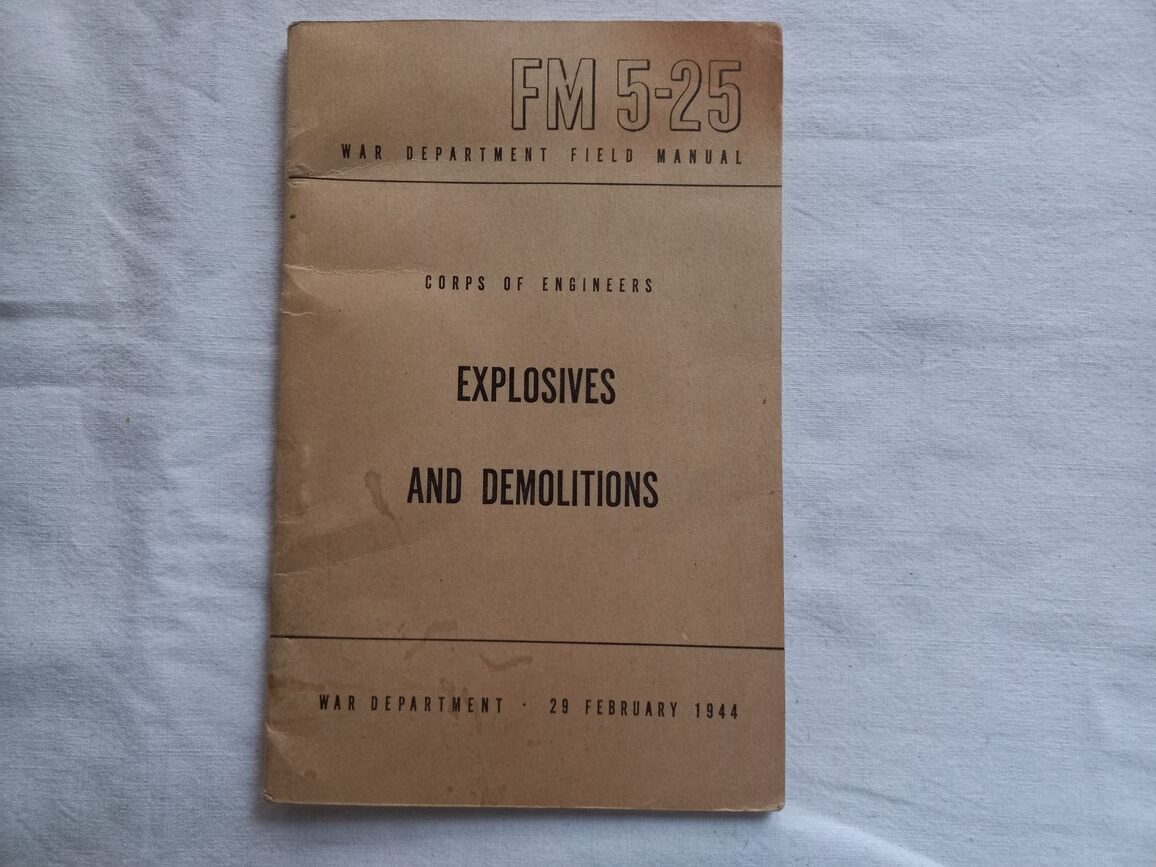 FM 5-25
WAR DEPARTMENT FIELD MANUAL
CORPS OF ENGINEERS
EXPLOSIVES
AND DEMOLITIONS
WAR DEPARTMENT · 29 FEBRUARY 1944